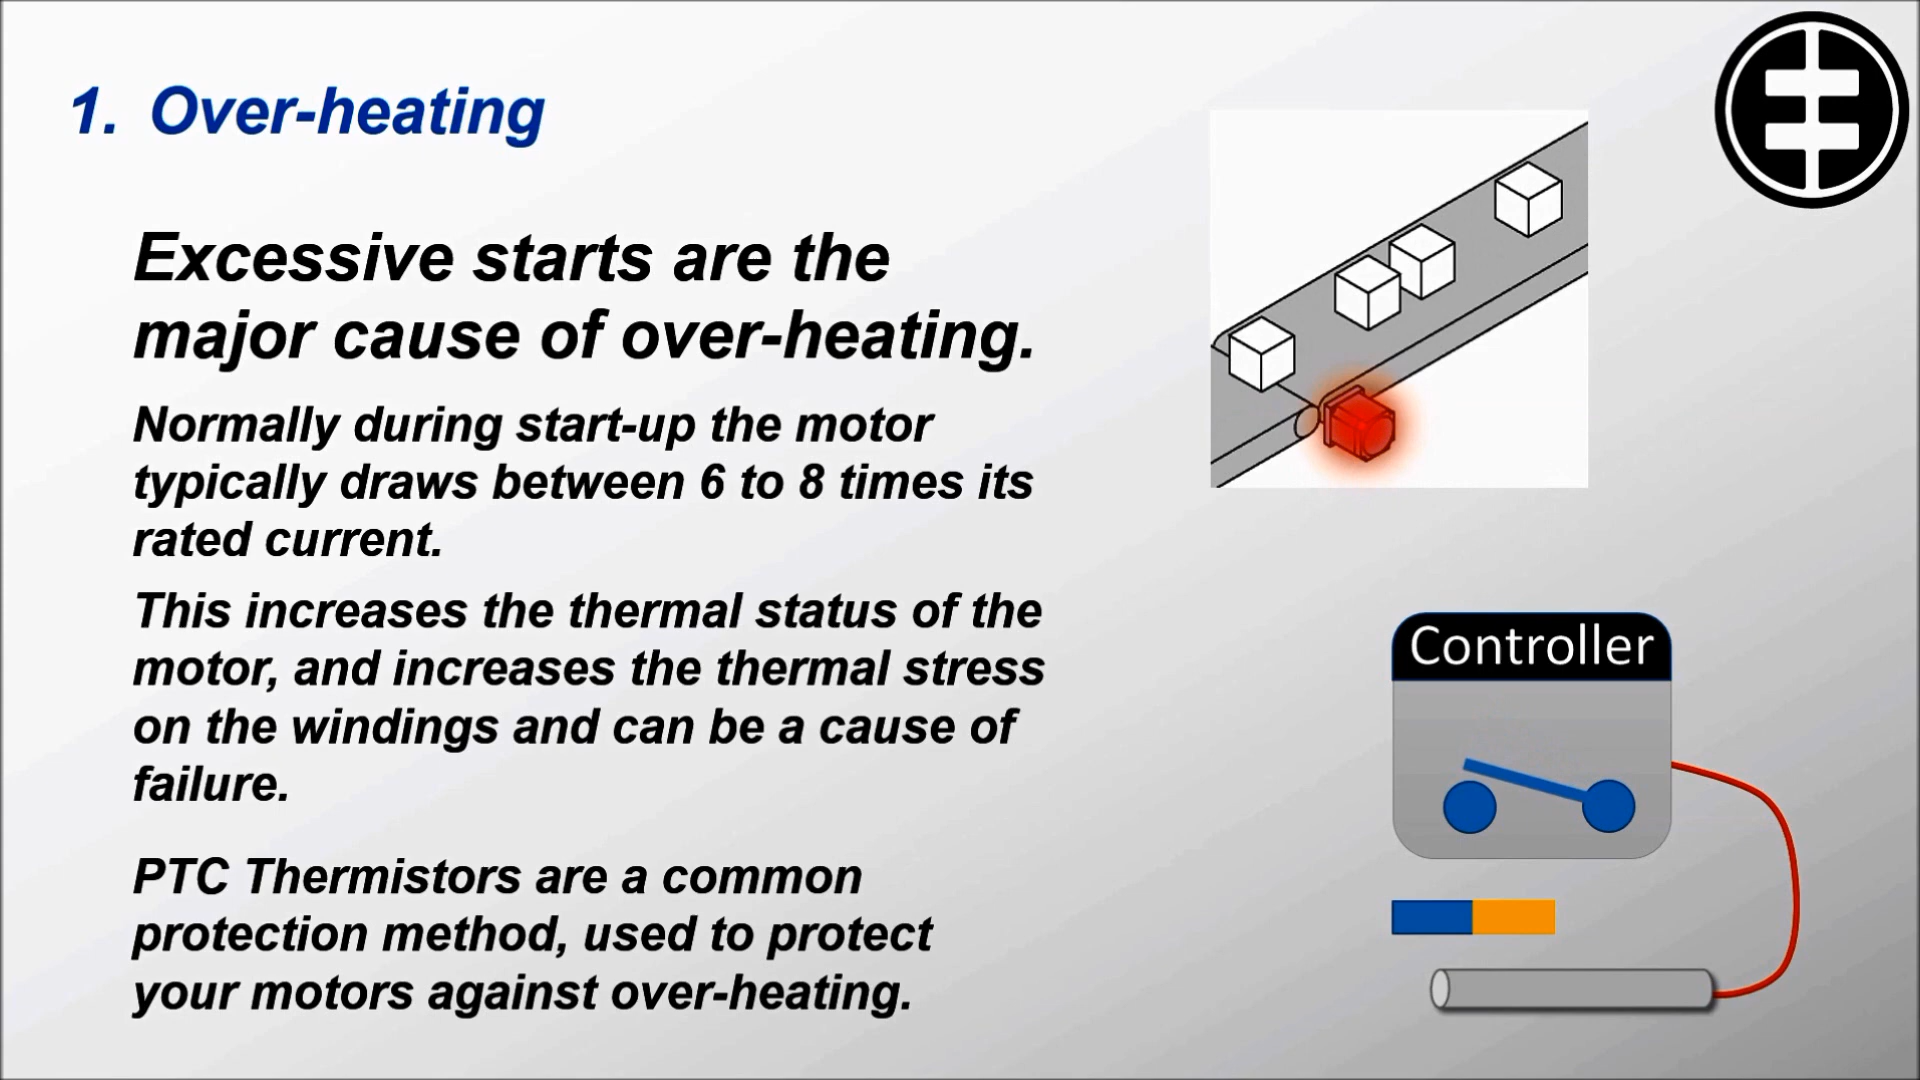 1. Over-heating
Excessive starts are the
major cause of over-heating.
Normally during start-up the motor
typically draws between 6 to 8 times its
rated current.
This increases the thermal status of the
motor, and increases the thermal stress
on the windings and can be a cause of
failure.
PTC Thermistors are a common
protection method, used to protect
your motors against over-heating.
Controller